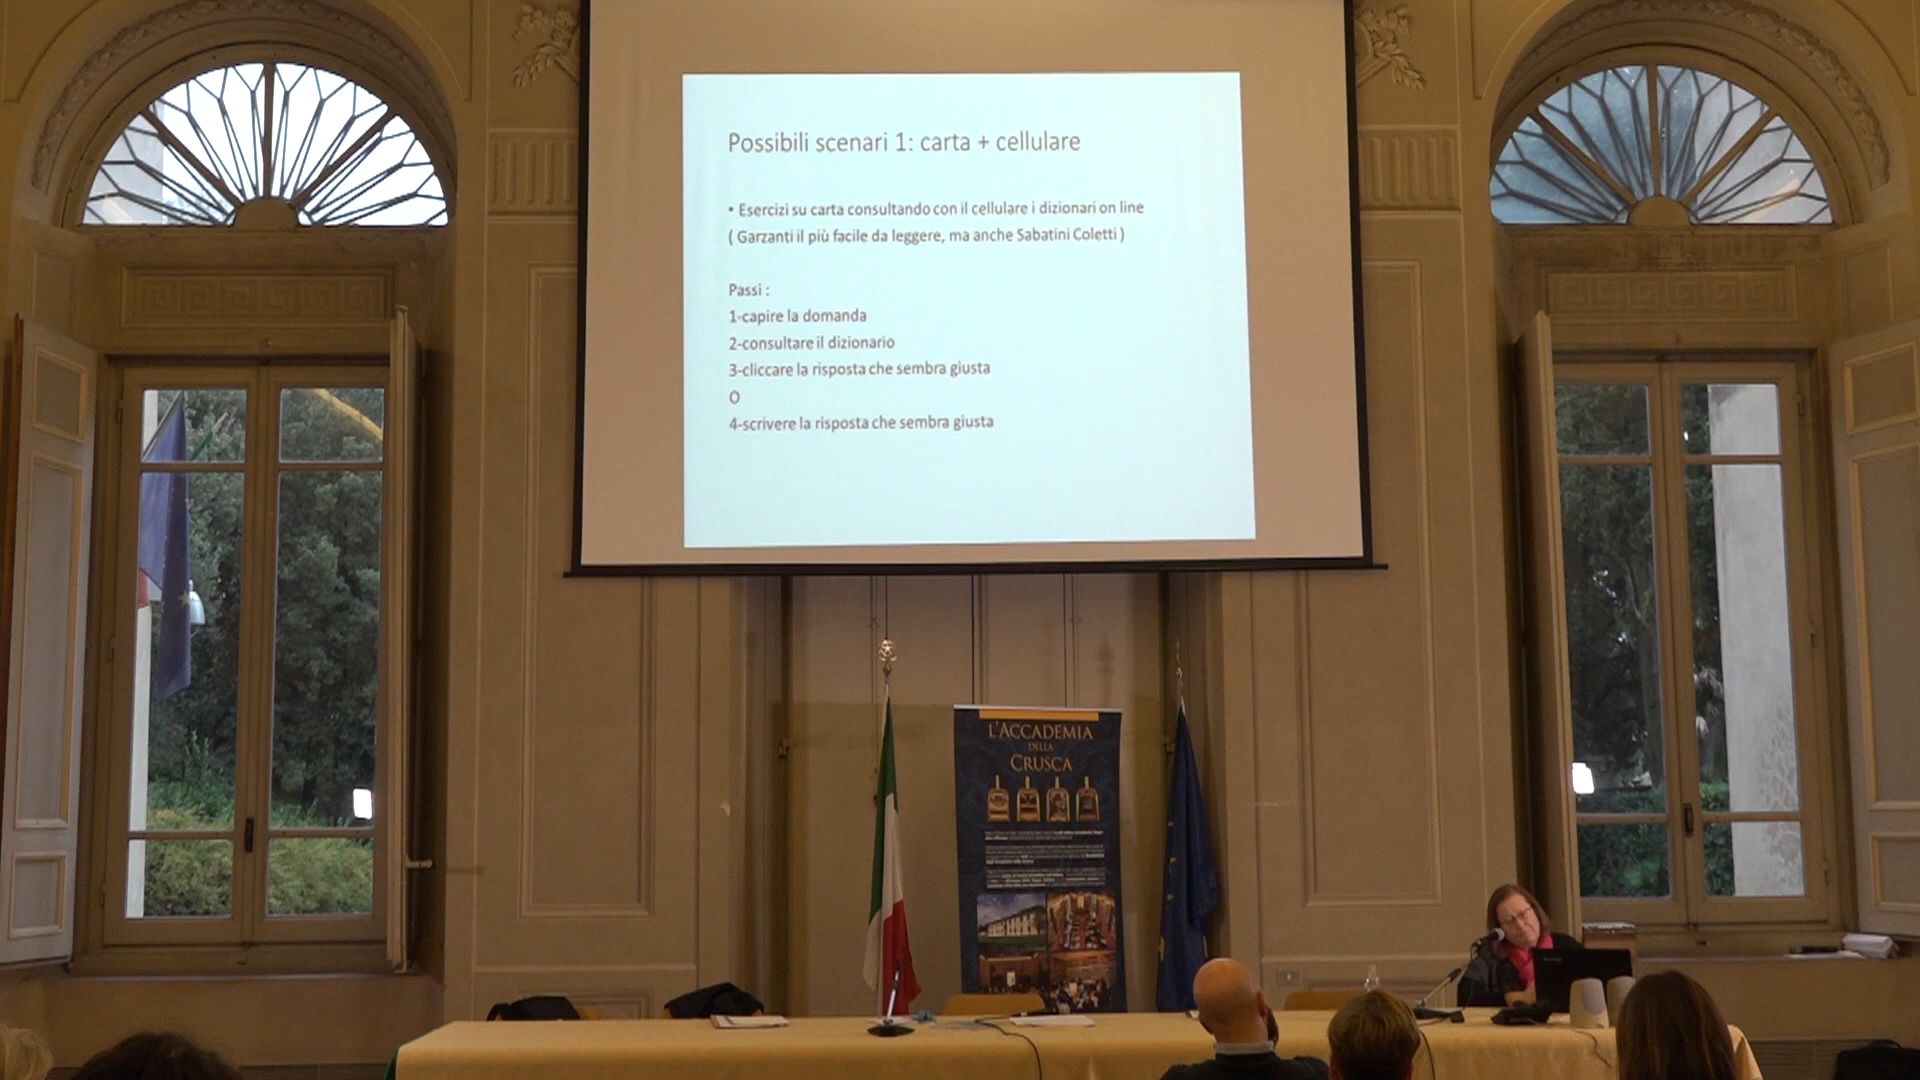 Possibili scenari 1: carta + cellulare
• Esercizi su carta consultando con il cellulare i dizionari on line
( Garzanti il più facile da leggere, ma anche Sabatini Coletti )
Passi :
1-capire la domanda
2-consultare il dizionario
3-cliccare la risposta che sembra giusta
O
4-scrivere la risposta che sembra giusta
L'ACCADEMIA
DELLA
CRUSCA